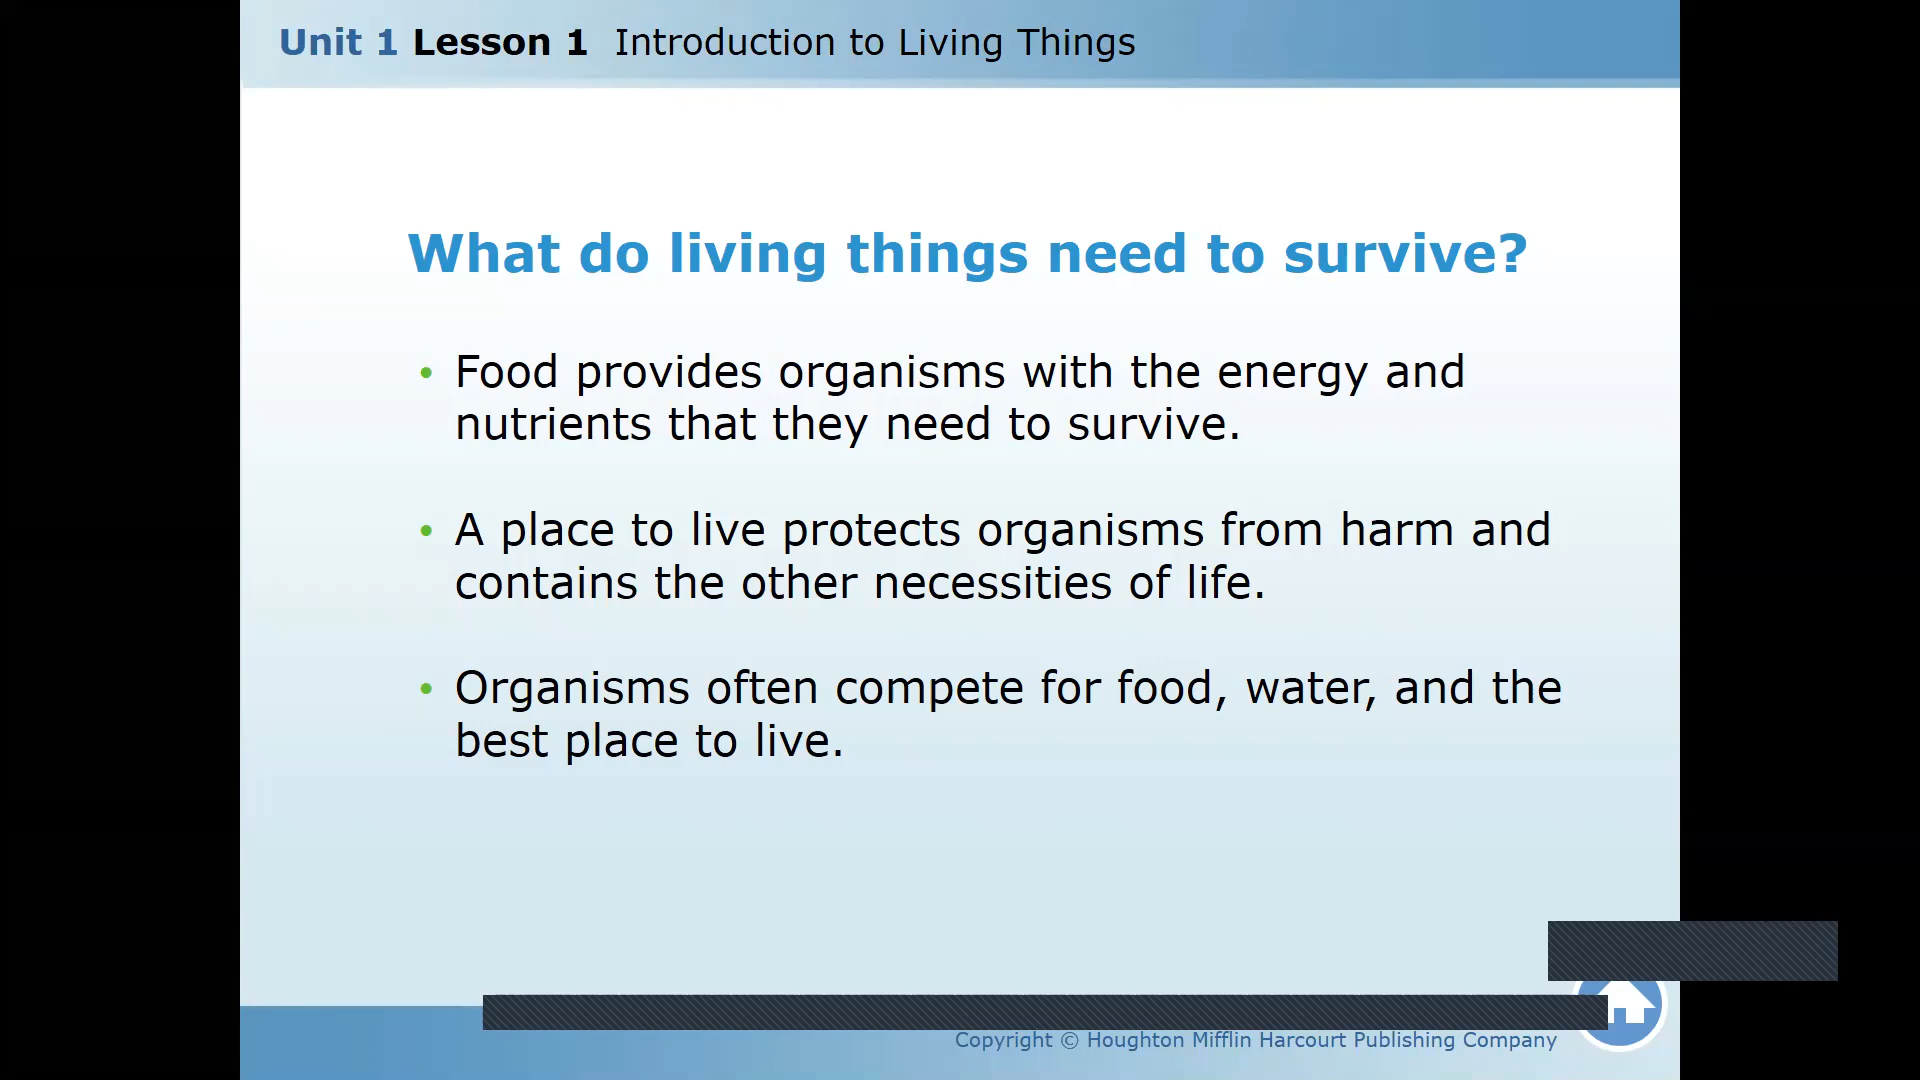 Unit 1 Lesson 1 Introduction to Living Things
What do living things need to survive?
• Food provides organisms with the energy and
nutrients that they need to survive.
• A place to live protects organisms from harm and
contains the other necessities of life.
• Organisms often compete for food, water, and the
best place to live.
Copyright © Houghton Mifflin Harcourt Publishing Company